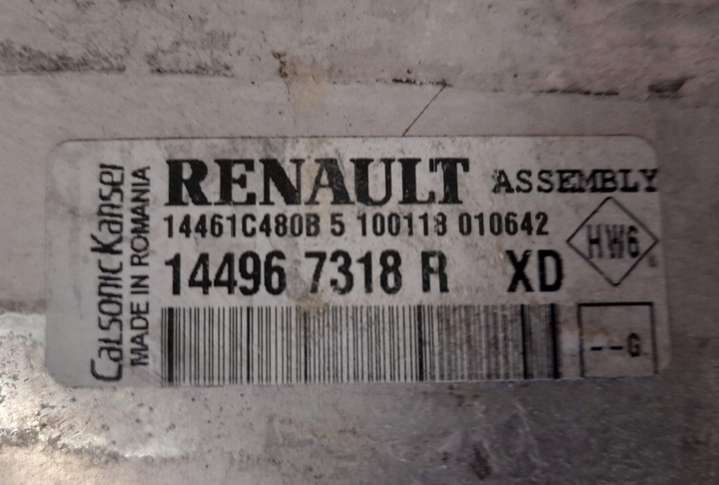 Calsonic Kansei
MADE IN ROMANIA
RENAULT ASSEMBLY
14461C480B 5 100118 010642
HW6
14496 7318 R XD
--G